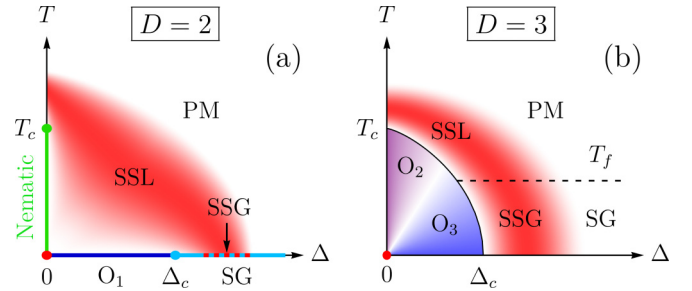 T
D = 2
(a)
PM
T_c
Nematic
SSL
SSG
0
O_1
Δ_c
SG
Δ
T
D = 3
(b)
PM
T_c
SSL
T_f
O_2
O_3
SSG
SG
0
Δ_c
Δ